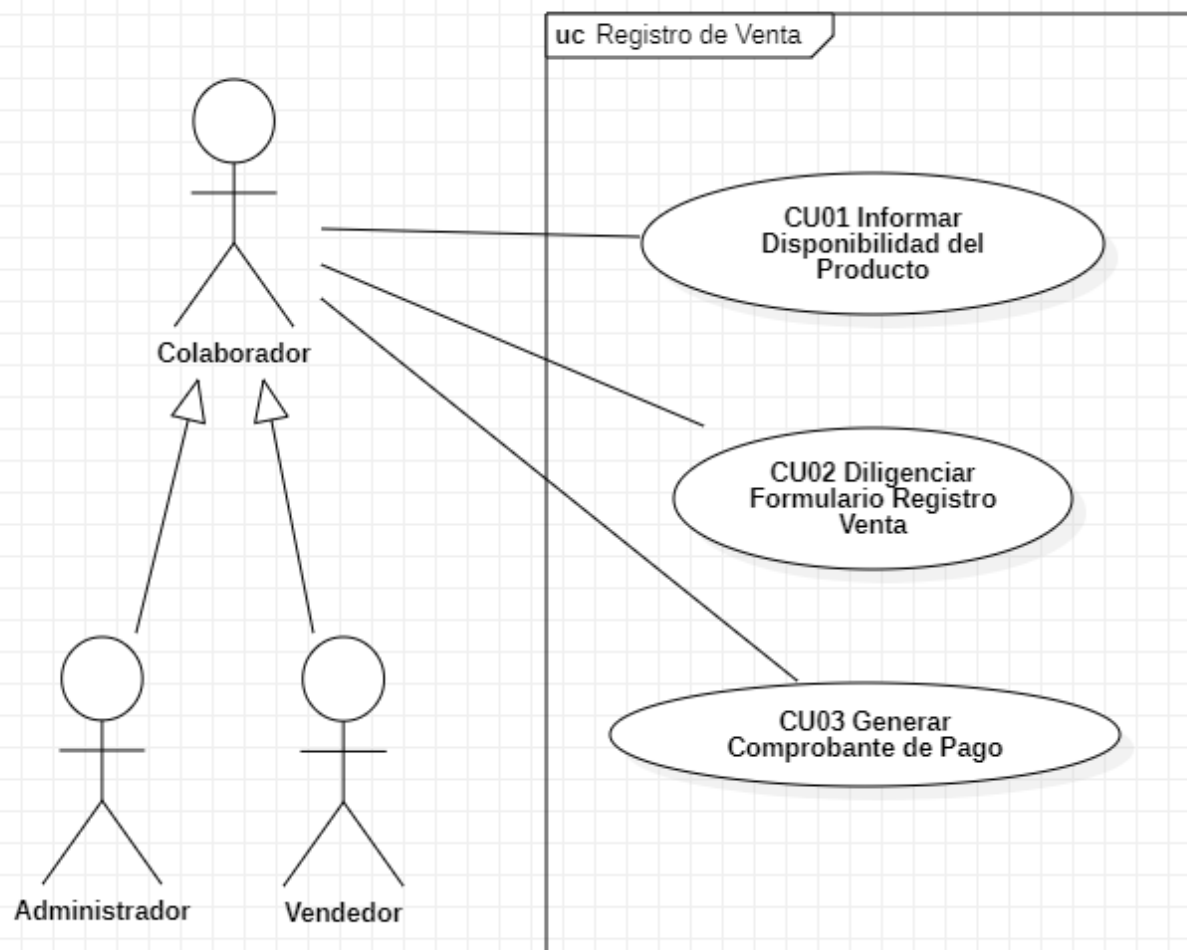 uc Registro de Venta
CU01 Informar
Disponibilidad del
Producto
Colaborador
CU02 Diligenciar
Formulario Registro
Venta
CU03 Generar
Comprobante de Pago
Administrador
Vendedor